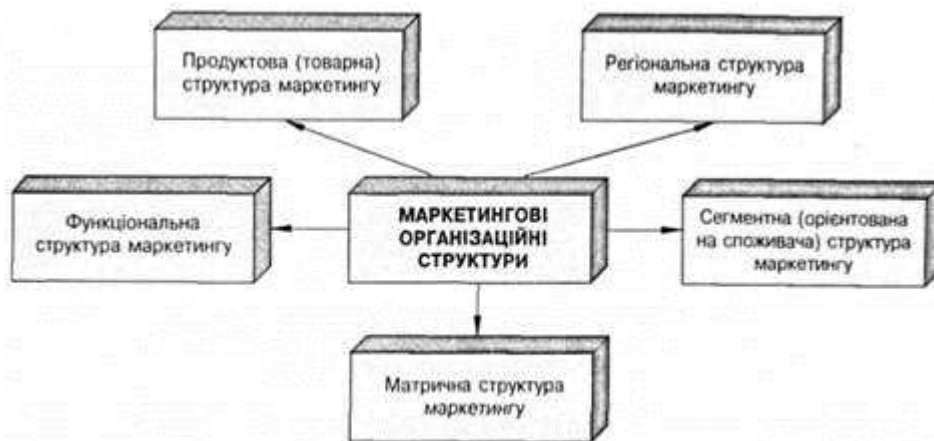 Продуктова (товарна)
структура маркетингу
Регіональна структура
маркетингу
Функціональна
структура маркетингу
МАРКЕТИНГОВІ
ОРГАНІЗАЦІЙНІ
СТРУКТУРИ
Сегментна (орієнтована
на споживача) структура
маркетингу
Матрична структура
маркетингу